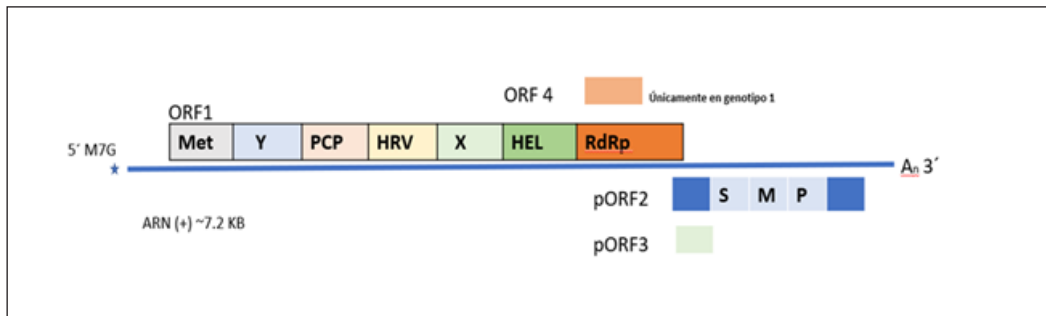 ORF 4
Únicamente en genotipo 1
ORF1
Met Y PCP HRV X HEL RdRp
5´ M7G
An 3´
pORF2 S M P
ARN (+) ~7.2 KB
pORF3